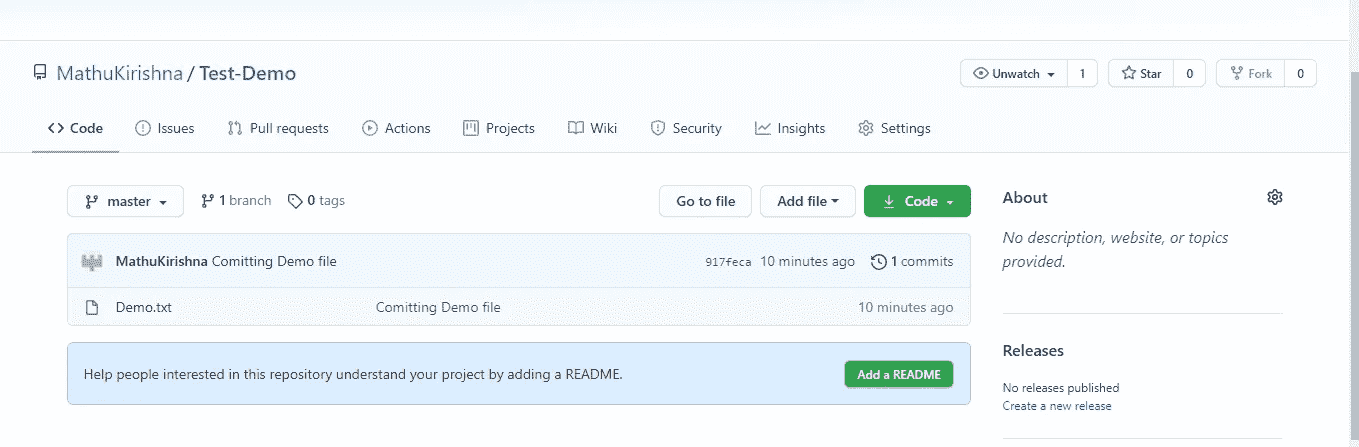 MathuKirishna / Test-Demo
Unwatch 1 Star 0 Fork 0
Code Issues Pull requests Actions Projects Wiki Security Insights Settings
master 1 branch 0 tags Go to file Add file Code
MathuKirishna Comitting Demo file 917feca 10 minutes ago 1 commits
Demo.txt Comitting Demo file 10 minutes ago
Help people interested in this repository understand your project by adding a README. Add a README
About
No description, website, or topics
provided.
Releases
No releases published
Create a new release